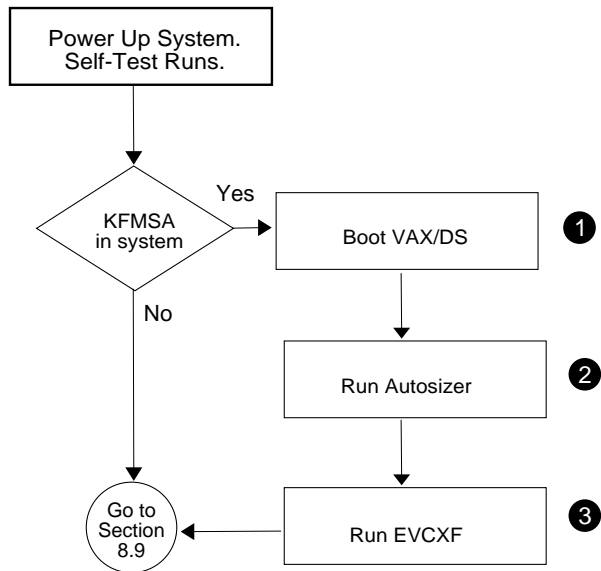 Power Up System.
Self-Test Runs.
KFMSA
in system
Yes
No
Boot VAX/DS
1
Run Autosizer
2
Run EVCXF
3
Go to
Section
8.9